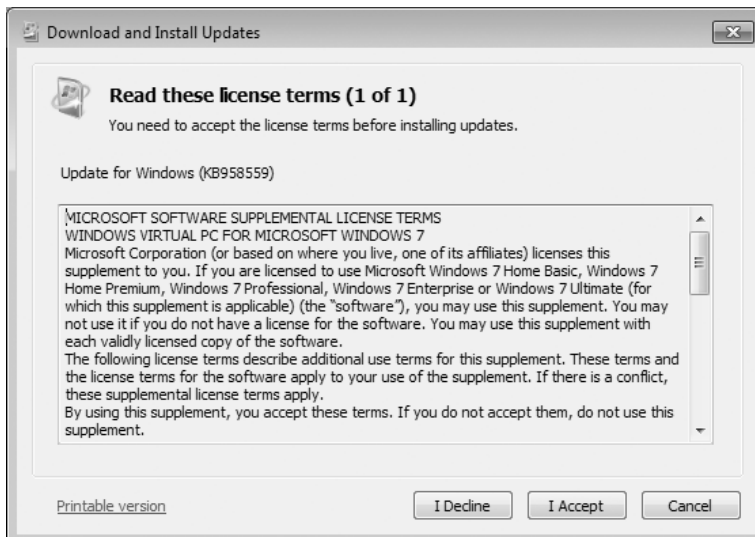 Download and Install Updates
Read these license terms (1 of 1)
You need to accept the license terms before installing updates.
Update for Windows (KB958559)
MICROSOFT SOFTWARE SUPPLEMENTAL LICENSE TERMS
WINDOWS VIRTUAL PC FOR MICROSOFT WINDOWS 7
Microsoft Corporation (or based on where you live, one of its affiliates) licenses this
supplement to you. If you are licensed to use Microsoft Windows 7 Home Basic, Windows 7
Home Premium, Windows 7 Professional, Windows 7 Enterprise or Windows 7 Ultimate (for
which this supplement is applicable) (the “software”), you may use this supplement. You may
not use it if you do not have a license for the software. You may use this supplement with
each validly licensed copy of the software.
The following license terms describe additional use terms for this supplement. These terms and
the license terms for the software apply to your use of the supplement. If there is a conflict,
these supplemental license terms apply.
By using this supplement, you accept these terms. If you do not accept them, do not use this
supplement.
Printable version I Decline I Accept Cancel